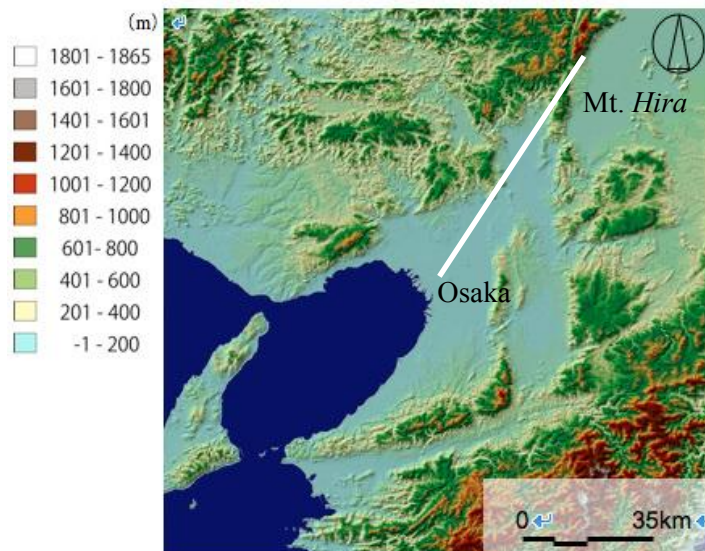 (m)
1801 - 1865
1601 - 1800
1401 - 1601
1201 - 1400
1001 - 1200
801 - 1000
601- 800
401 - 600
201 - 400
-1 - 200
Mt. Hira
Osaka
0 ↵ 35km